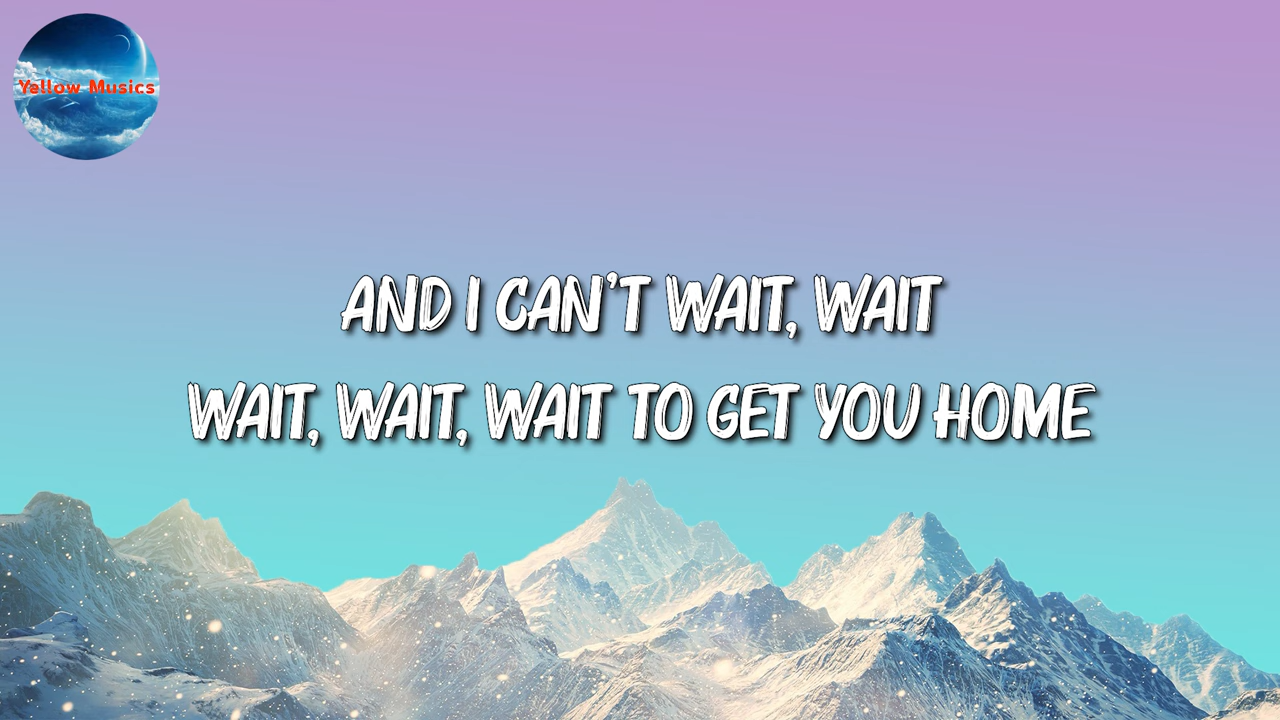 Yellow Musics
AND I CAN'T WAIT, WAIT
WAIT, WAIT, WAIT TO GET YOU HOME